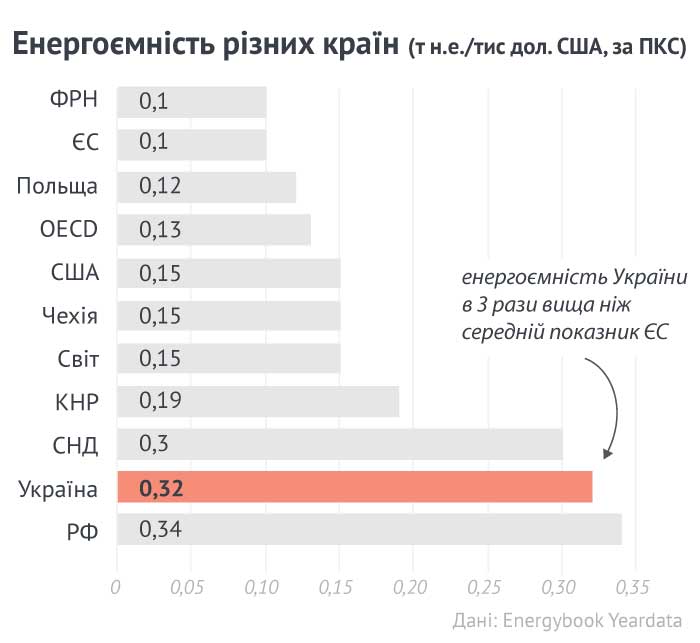 Енергоємність різних країн (т н.е./тис дол. США, за ПКС)
ФРН 0,1
ЄС 0,1
Польща 0,12
OECD 0,13
США 0,15
Чехія 0,15
Світ 0,15
КНР 0,19
СНД 0,3
Україна 0,32
РФ 0,34
енергоємність України
в 3 рази вища ніж
середній показник ЄС
0 0,05 0,10 0,15 0,20 0,25 0,30 0,35
Дані: Energybook Yeardata